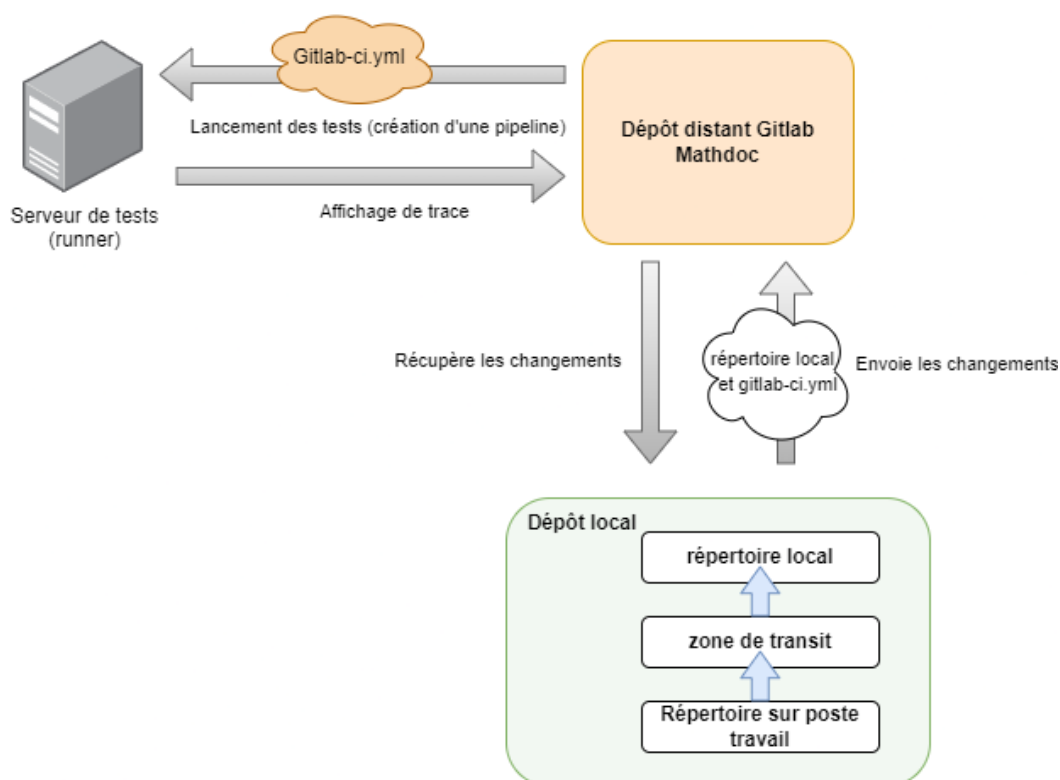 Gitlab-ci.yml
Lancement des tests (création d'une pipeline)
Dépôt distant Gitlab
Mathdoc
Affichage de trace
Serveur de tests
(runner)
Récupère les changements
répertoire local
et gitlab-ci.yml
Envoie les changements
Dépôt local
répertoire local
zone de transit
Répertoire sur poste
travail